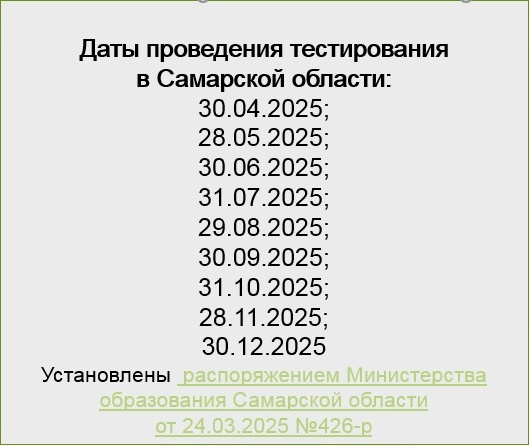 Даты проведения тестирования
в Самарской области:
30.04.2025;
28.05.2025;
30.06.2025;
31.07.2025;
29.08.2025;
30.09.2025;
31.10.2025;
28.11.2025;
30.12.2025
Установлены распоряжением Министерства
образования Самарской области
от 24.03.2025 №426-р